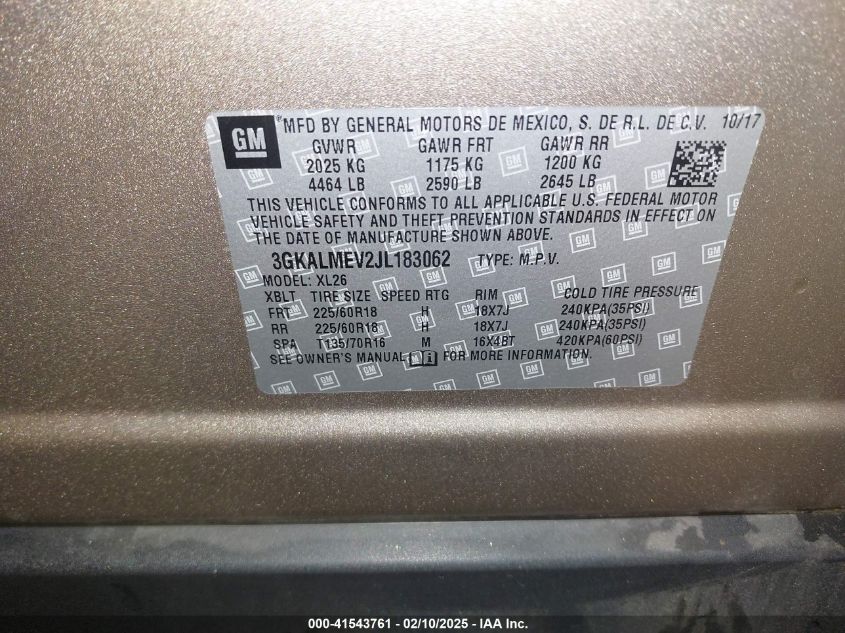 GM ®MFD BY GENERAL MOTORS DE MEXICO, S. DE R.L. DE C.V. 10/17
GVWR GAWR FRT GAWR RR
2025 KG 1175 KG 1200 KG
4464 LB 2590 LB 2645 LB
THIS VEHICLE CONFORMS TO ALL APPLICABLE U.S. FEDERAL MOTOR
VEHICLE SAFETY AND THEFT PREVENTION STANDARDS IN EFFECT ON
THE DATE OF MANUFACTURE SHOWN ABOVE.
3GKALMEV2JL183062 TYPE: M.P.V.
MODEL: XL26
XBLT TIRE SIZE SPEED RTG RIM COLD TIRE PRESSURE
FRT 225/60R18 H 18X7J 240KPA(35PSI)
RR 225/60R18 H 18X7J 240KPA(35PSI)
SPA T135/70R16 M 16X4BT 420KPA(60PSI)
SEE OWNER'S MANUAL i FOR MORE INFORMATION.
000-41543761 - 02/10/2025 - IAA Inc.